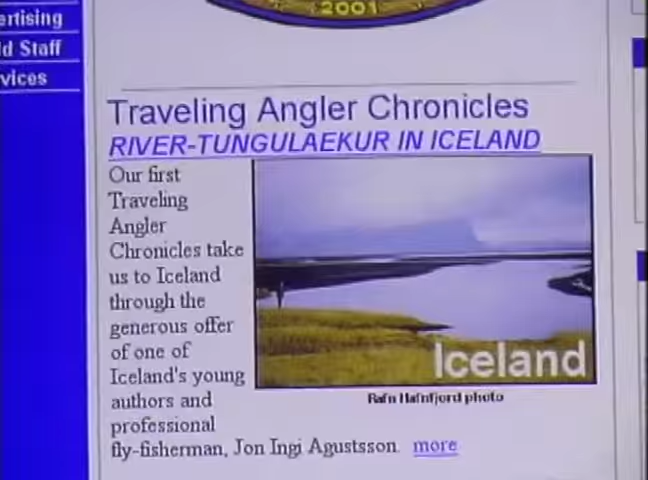 2001
ertising
d Staff
vices
Traveling Angler Chronicles
RIVER-TUNGULAEKUR IN ICELAND
Our first
Traveling
Angler
Chronicles take
us to Iceland
through the
generous offer
of one of
Iceland's young
authors and
professional
fly-fisherman, Jon Ingi Agustsson. more
Iceland
Rafn Hafnfjord photo